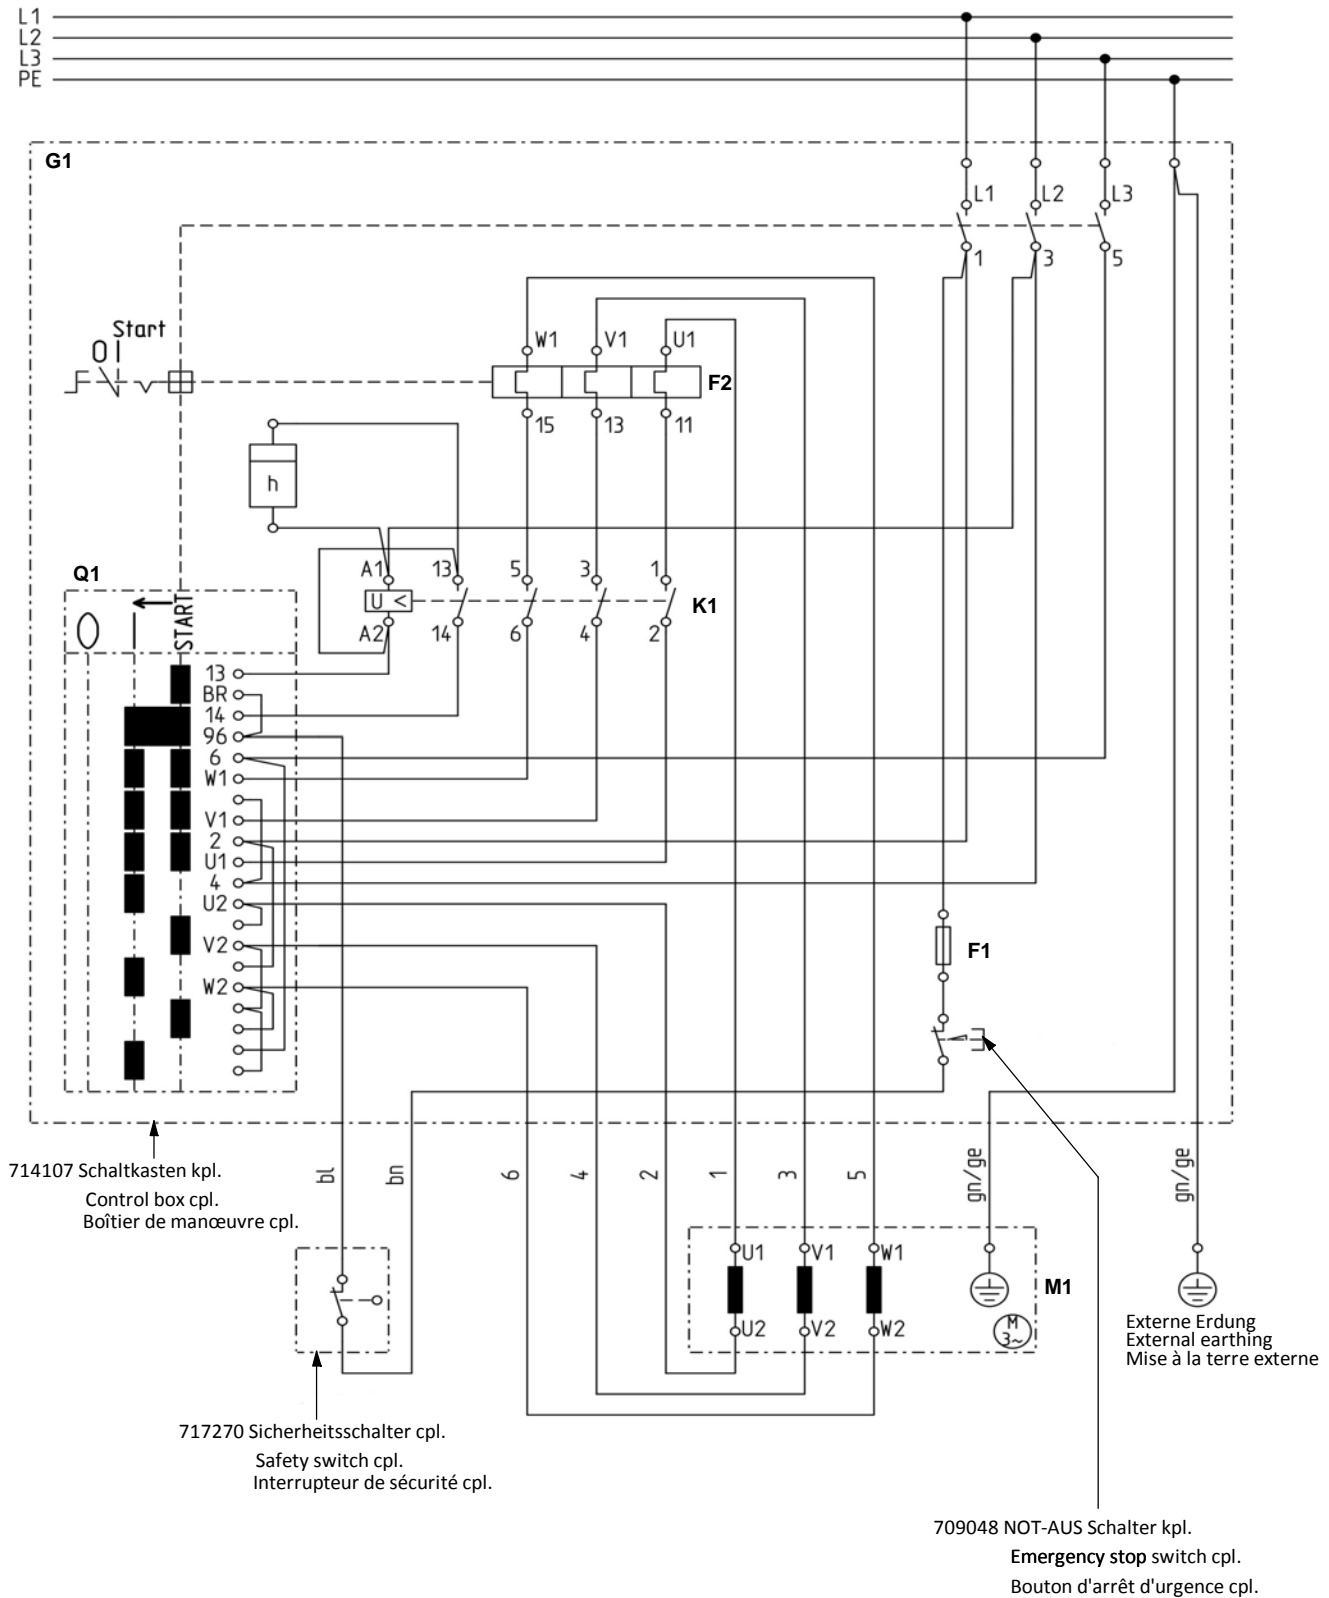 L1
L2
L3
PE
G1
L1 L2 L3
1 3 5
Start
0
W1 V1 U1
F2
15 13 11
h
A1 13 5 3 1
U <
K1
A2 14 6 4 2
Q1
0
START
13
BR
14
96
6
W1
V1
2
U1
4
U2
V2
W2
F1
714107 Schaltkasten kpl.
Control box cpl.
Boîtier de manœuvre cpl.
bl bn 6 4 2 1 3 5 gn/ge gn/ge
U1 V1 W1
M1
U2 V2 W2
M
3~
Externe Erdung
External earthing
Mise à la terre externe
717270 Sicherheitsschalter cpl.
Safety switch cpl.
Interrupteur de sécurité cpl.
709048 NOT-AUS Schalter kpl.
Emergency stop switch cpl.
Bouton d'arrêt d'urgence cpl.